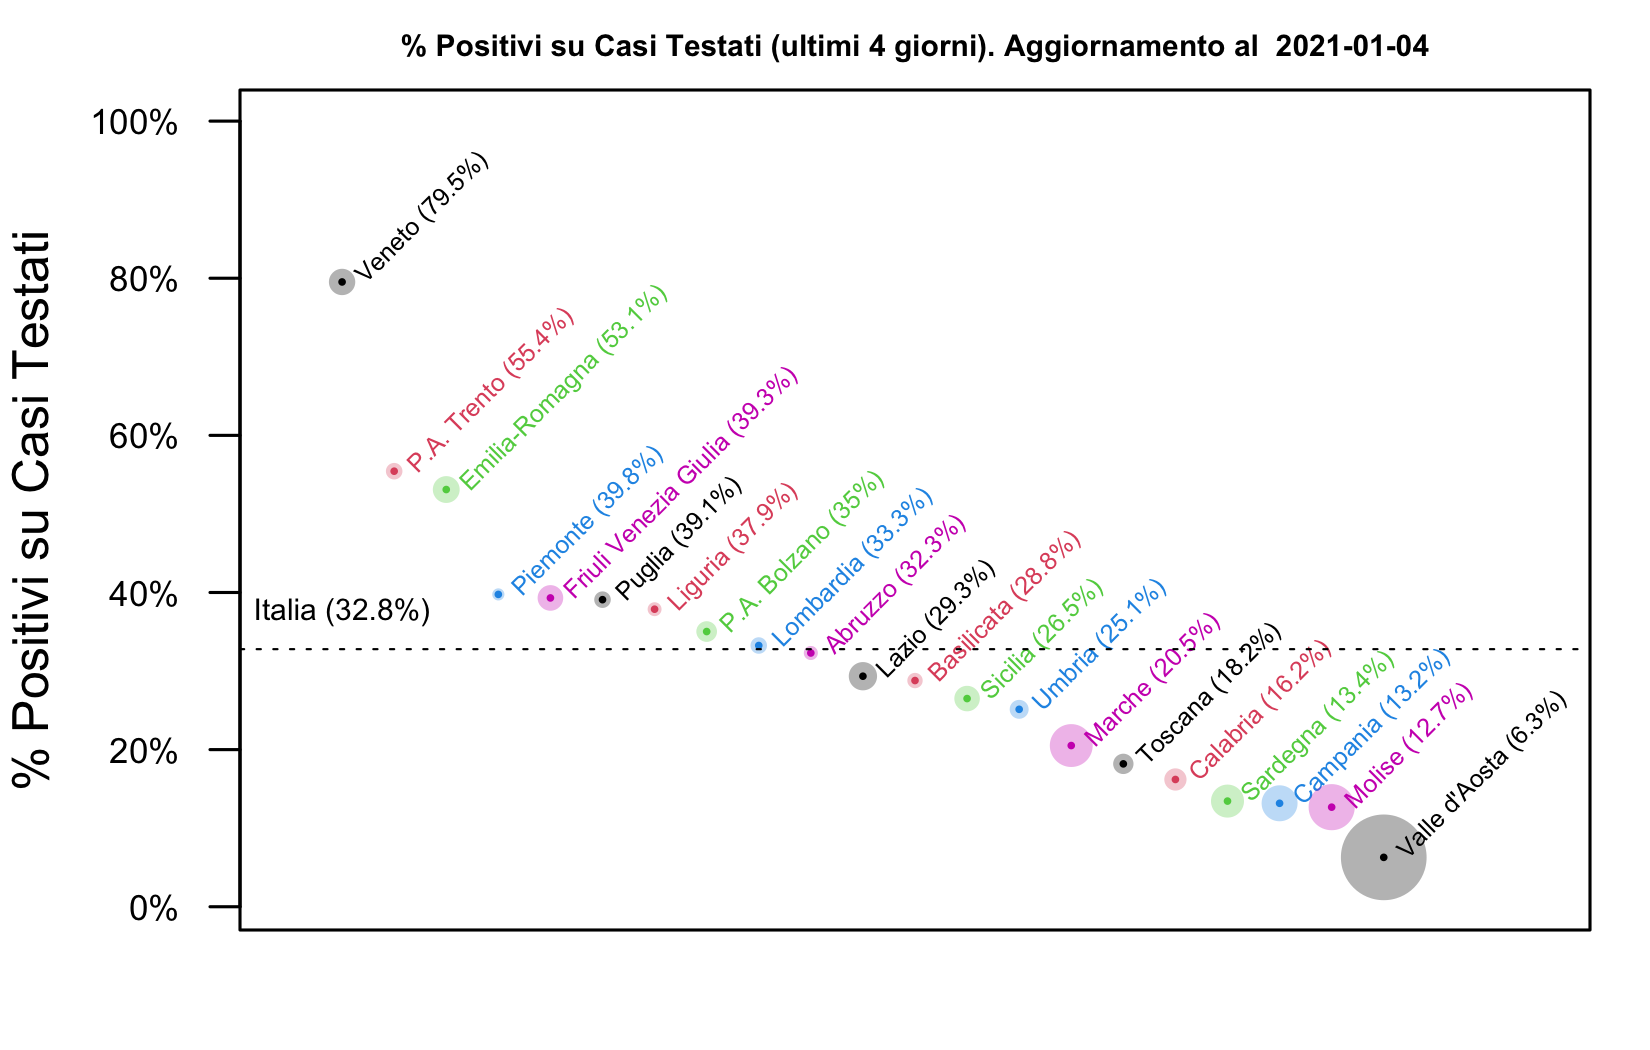 % Positivi su Casi Testati (ultimi 4 giorni). Aggiornamento al  2021-01-04
% Positivi su Casi Testati
100%
80%
60%
40%
20%
0%
Italia (32.8%)
Veneto (79.5%)
P.A. Trento (55.4%)
Emilia-Romagna (53.1%)
Piemonte (39.8%)
Friuli Venezia Giulia (39.3%)
Puglia (39.1%)
Liguria (37.9%)
P.A. Bolzano (35%)
Lombardia (33.3%)
Abruzzo (32.3%)
Lazio (29.3%)
Basilicata (28.8%)
Sicilia (26.5%)
Umbria (25.1%)
Marche (20.5%)
Toscana (18.2%)
Calabria (16.2%)
Sardegna (13.4%)
Campania (13.2%)
Molise (12.7%)
Valle d'Aosta (6.3%)